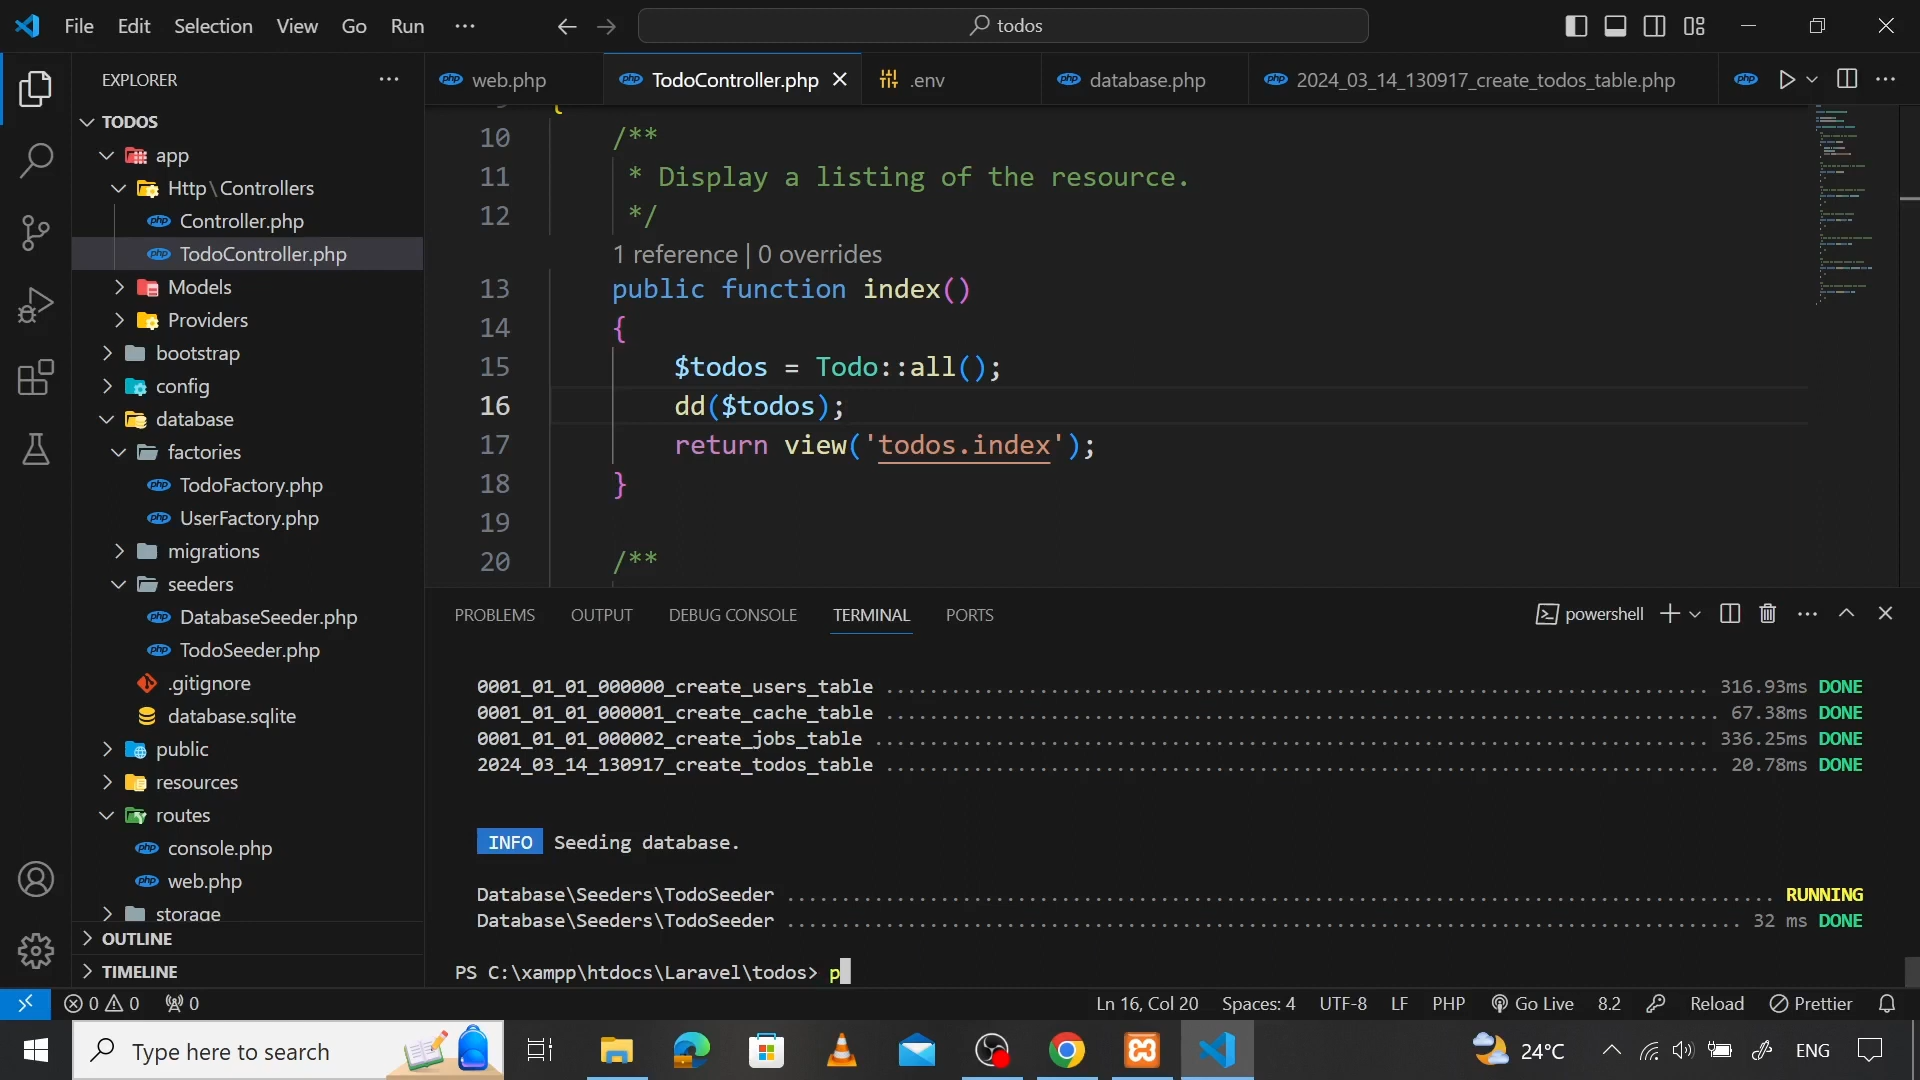 File Edit Selection View Go Run ···
todos
EXPLORER
TODOS
app
Http\Controllers
Controller.php
TodoController.php
Models
Providers
bootstrap
config
database
factories
TodoFactory.php
UserFactory.php
migrations
seeders
DatabaseSeeder.php
TodoSeeder.php
.gitignore
database.sqlite
public
resources
routes
console.php
web.php
storage
OUTLINE
TIMELINE
php web.php
php TodoController.php
.env
php database.php
php 2024_03_14_130917_create_todos_table.php
php
10 /**
11 * Display a listing of the resource.
12 */
1 reference | 0 overrides
13 public function index()
14 {
15 $todos = Todo::all();
16 dd($todos);
17 return view('todos.index');
18 }
19
20 /**
PROBLEMS OUTPUT DEBUG CONSOLE TERMINAL PORTS
powershell
0001_01_01_000000_create_users_table ........ 316.93ms DONE
0001_01_01_000001_create_cache_table ........ 67.38ms DONE
0001_01_01_000002_create_jobs_table ........ 336.25ms DONE
2024_03_14_130917_create_todos_table ........ 20.78ms DONE
INFO Seeding database.
Database\Seeders\TodoSeeder ........ RUNNING
Database\Seeders\TodoSeeder ........ 32 ms DONE
PS C:\xampp\htdocs\Laravel\todos> p
0 0 0
Ln 16, Col 20 Spaces: 4 UTF-8 LF PHP Go Live 8.2 Reload Prettier
Type here to search
24°C
ENG